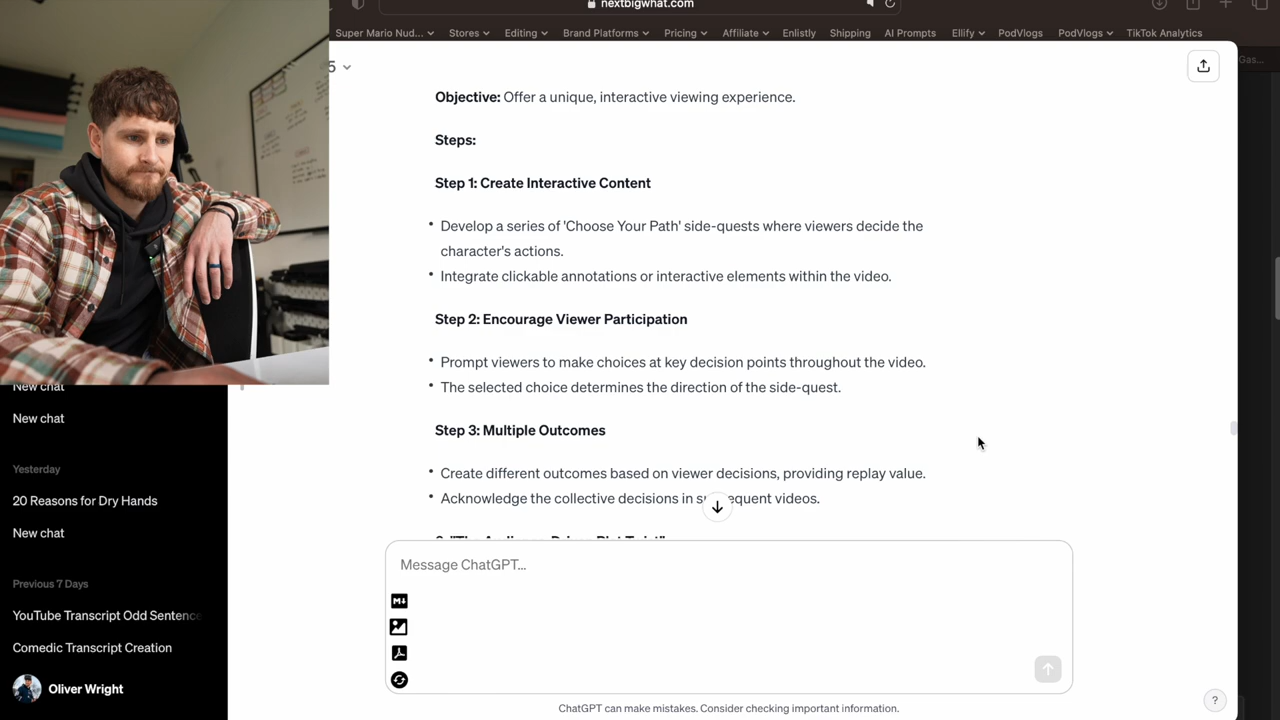 nextbigwhat.com
Super Mario Nud... Stores Editing Brand Platforms Pricing Affiliate Enlistly Shipping AI Prompts Ellify PodVlogs PodVlogs TikTok Analytics
Gas...
5
Objective: Offer a unique, interactive viewing experience.
Steps:
Step 1: Create Interactive Content
• Develop a series of 'Choose Your Path' side-quests where viewers decide the
character's actions.
• Integrate clickable annotations or interactive elements within the video.
Step 2: Encourage Viewer Participation
• Prompt viewers to make choices at key decision points throughout the video.
• The selected choice determines the direction of the side-quest.
Step 3: Multiple Outcomes
• Create different outcomes based on viewer decisions, providing replay value.
• Acknowledge the collective decisions in subsequent videos.
New chat
New chat
Yesterday
20 Reasons for Dry Hands
New chat
Previous 7 Days
YouTube Transcript Odd Sentence
Comedic Transcript Creation
Oliver Wright
Message ChatGPT...
ChatGPT can make mistakes. Consider checking important information.
?